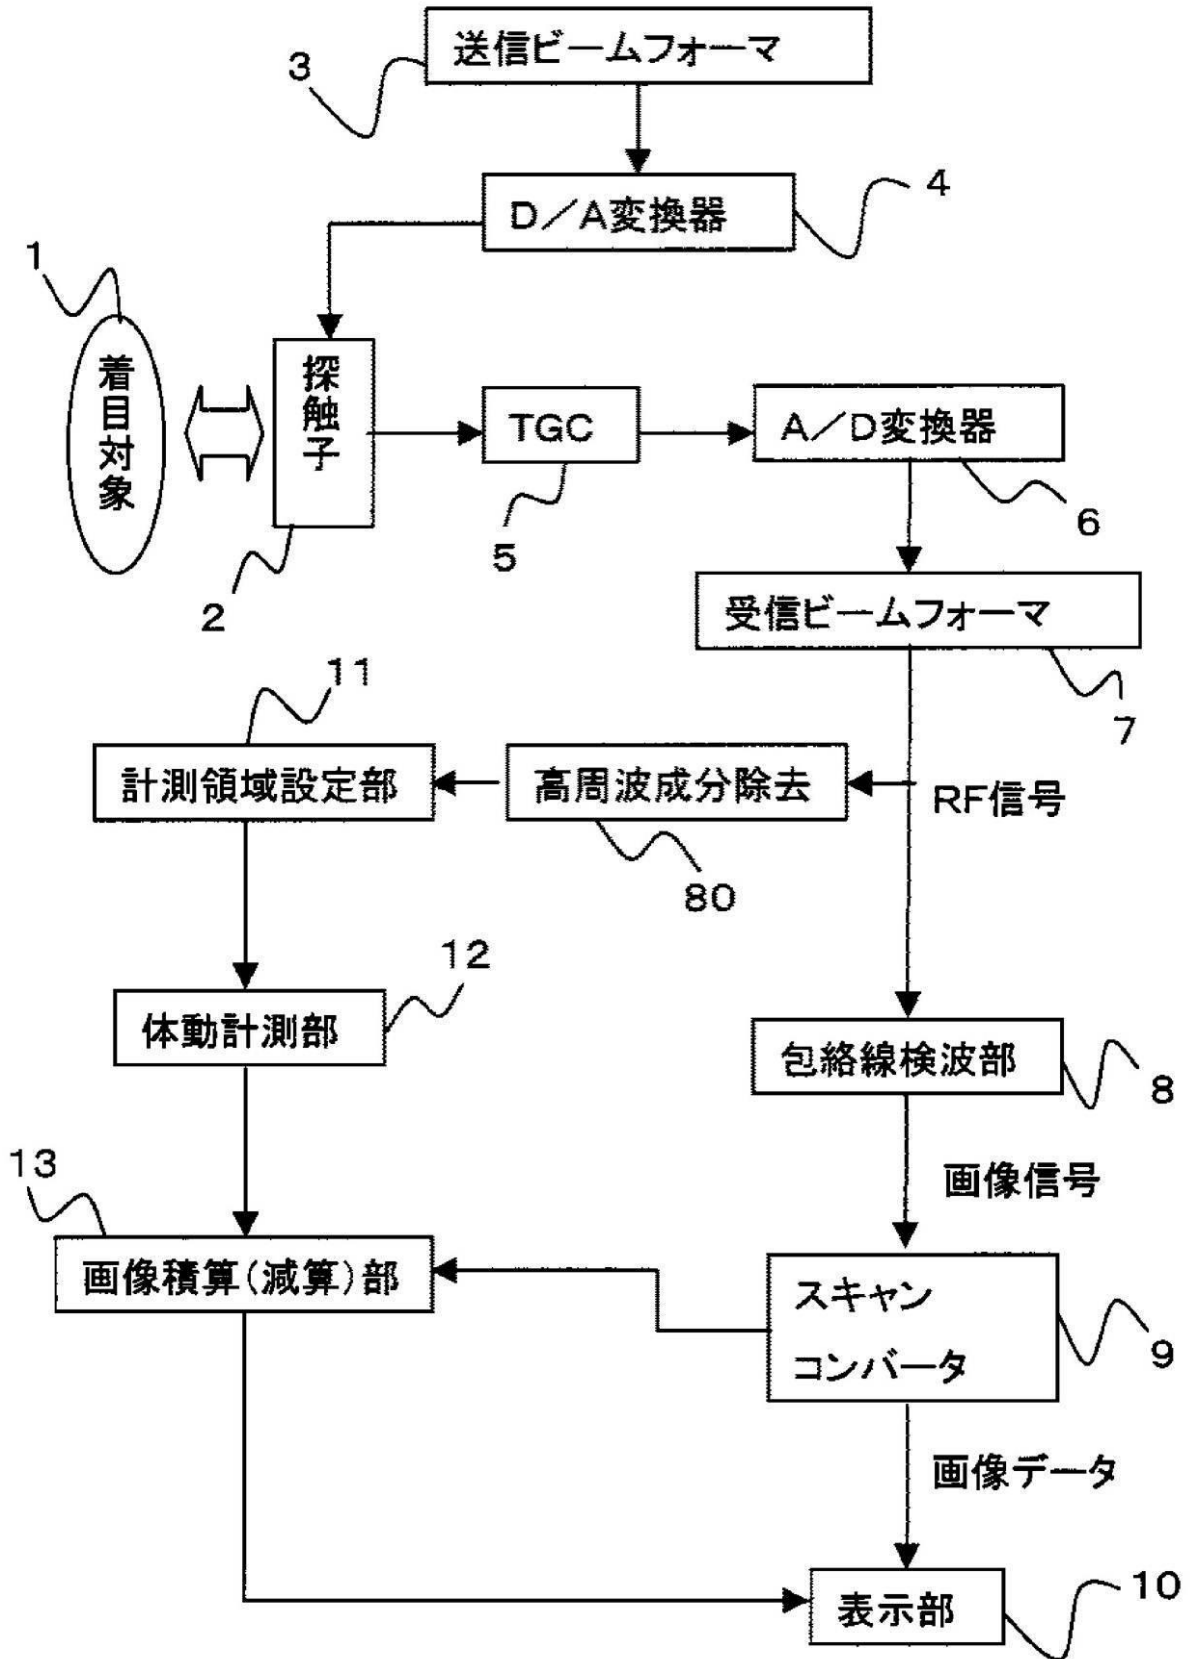 送信ビームフォーマ
3
D／A変換器
4
1
着目対象
探触子
2
TGC
5
A／D変換器
6
受信ビームフォーマ
7
11
計測領域設定部
高周波成分除去
80
RF信号
12
体動計測部
包絡線検波部
8
画像信号
13
画像積算(減算)部
スキャン
コンバータ
9
画像データ
表示部
10